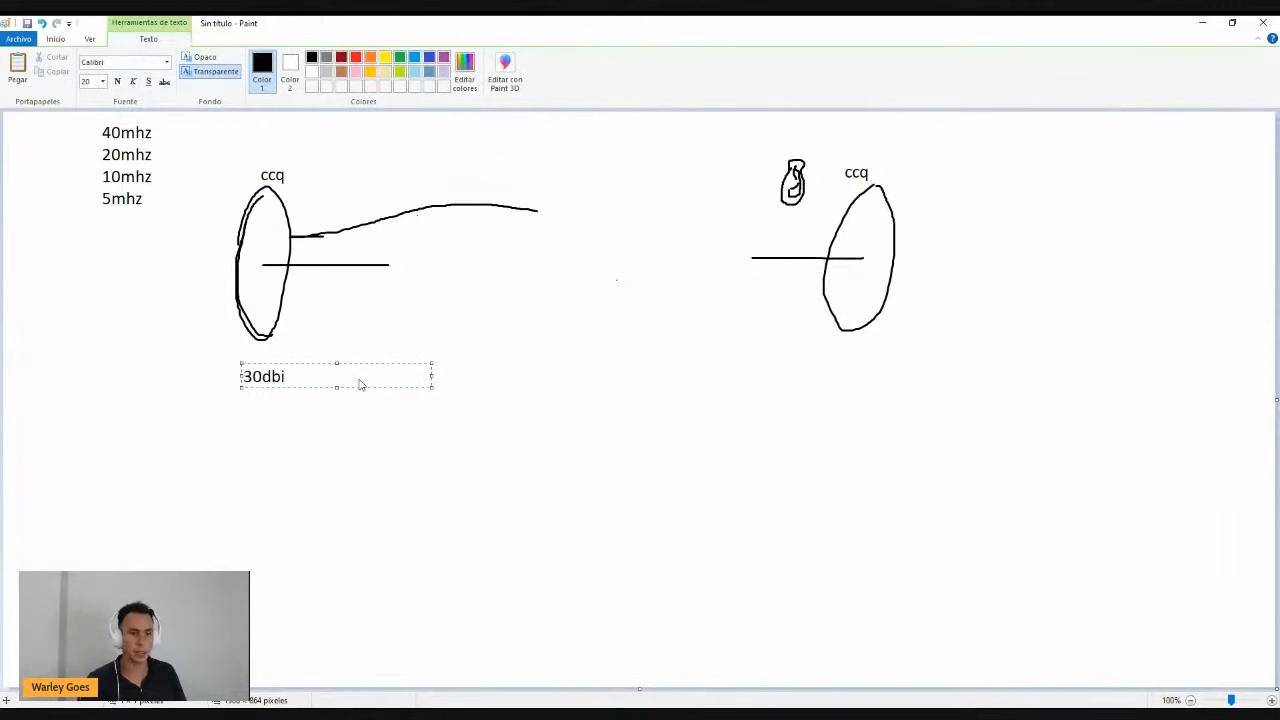 Herramientas de texto
Sin título - Paint
Archivo
Inicio
Ver
Texto
Pegar
Cortar
Copiar
Portapapeles
Calibri
20
N
K
S
abc
Fuente
Opaco
Transparente
Fondo
Color
1
Color
2
Editar
colores
Editar con
Paint 3D
Colores
40mhz
20mhz
10mhz
5mhz
ccq
ccq
30dbi
Warley Goes
100%